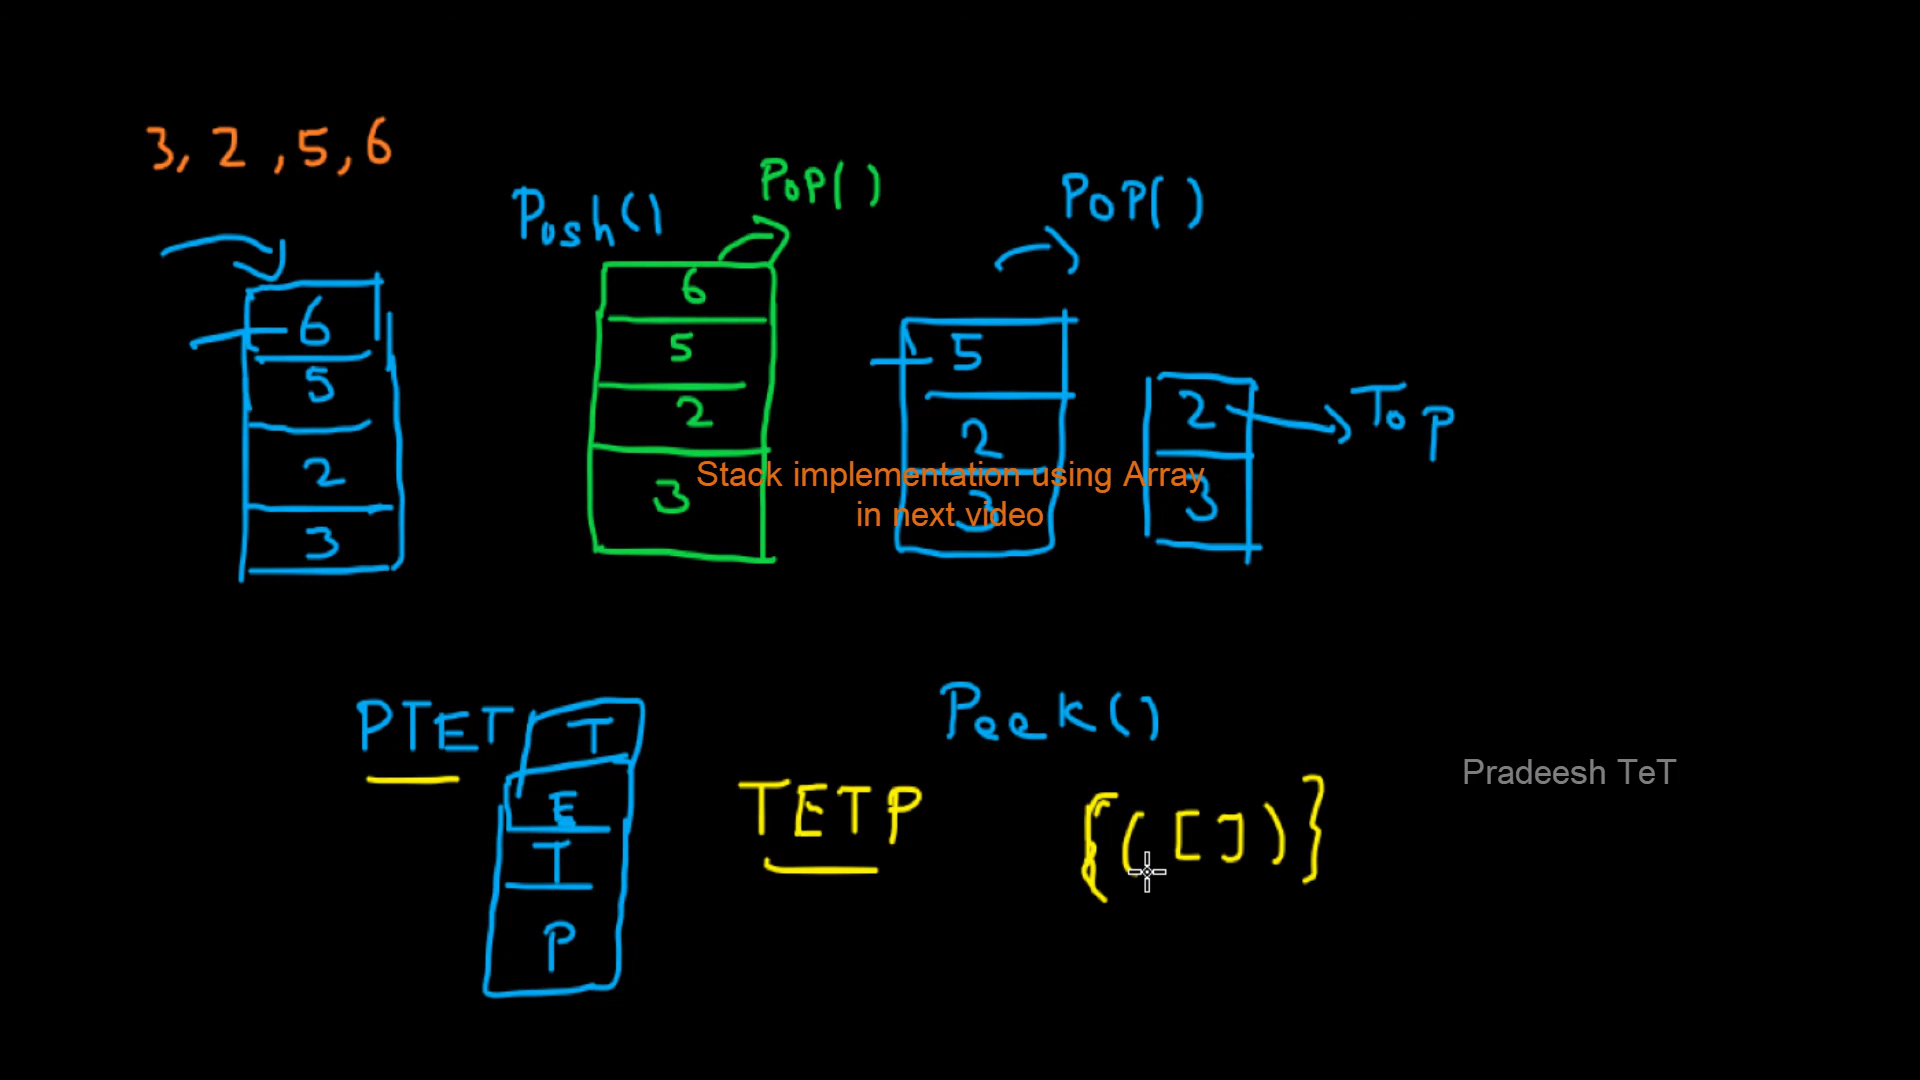 3, 2 , 5, 6
Push()
Pop()
POP()
6
5
2
3
6
5
2
3
5
2
3
2
3
Top
Stack implementation using Array
in next video
PTET
T
E
T
P
TETP
Peek()
{([])}
Pradeesh TeT